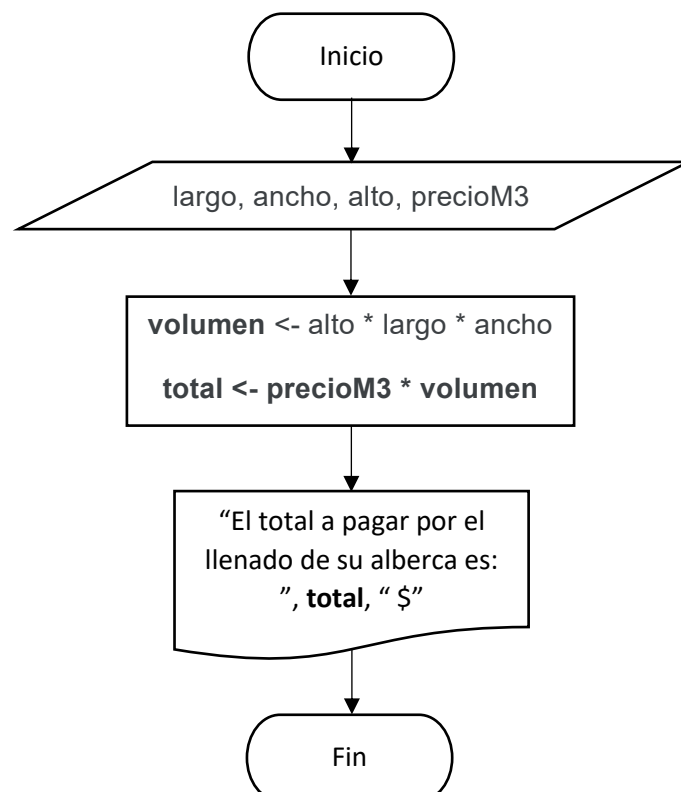 Inicio
largo, ancho, alto, precioM3
volumen <- alto * largo * ancho
total <- precioM3 * volumen
“El total a pagar por el
llenado de su alberca es:
”, total, “ $”
Fin